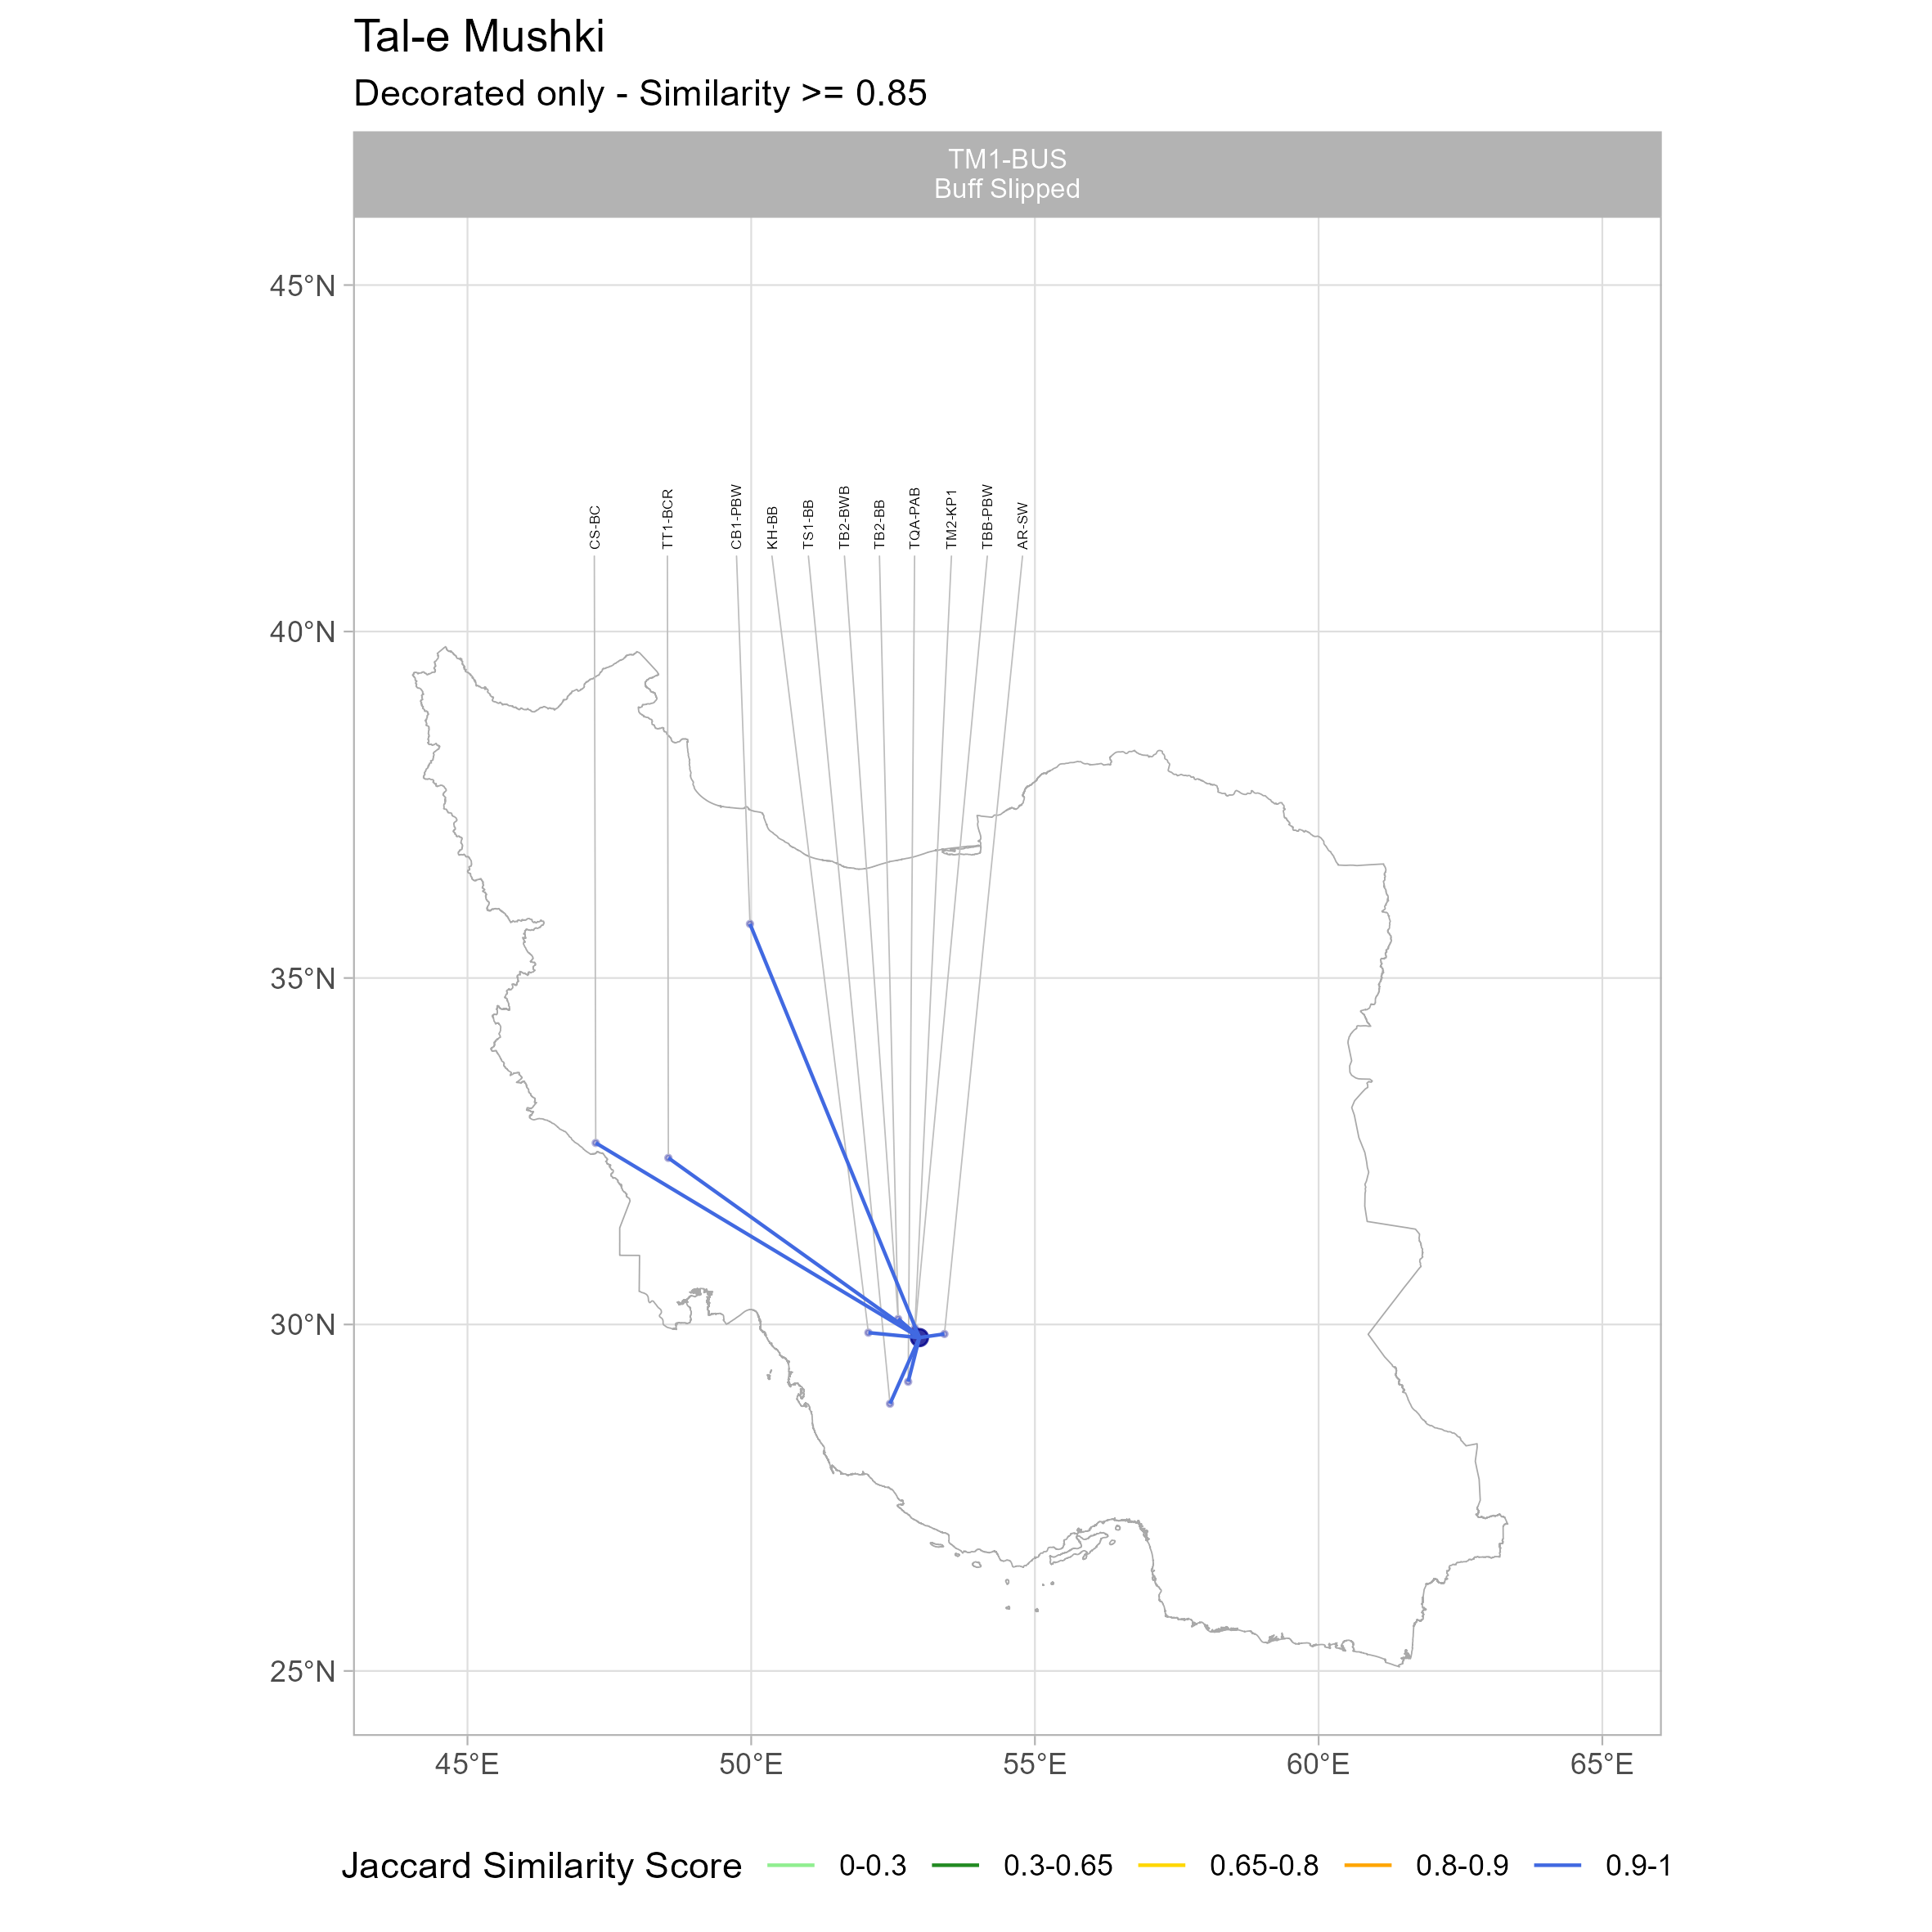 Tal-e Mushki
Decorated only - Similarity >= 0.85
TM1-BUS
Buff Slipped
45°N
40°N
35°N
30°N
25°N
CS-BC
TT1-BCR
CB1-PBW
KH-BB
TS1-BB
TB2-BWB
TB2-BB
TQA-PAB
TM2-KP1
TBB-PBW
AR-SW
45°E
50°E
55°E
60°E
65°E
Jaccard Similarity Score 0-0.3 0.3-0.65 0.65-0.8 0.8-0.9 0.9-1